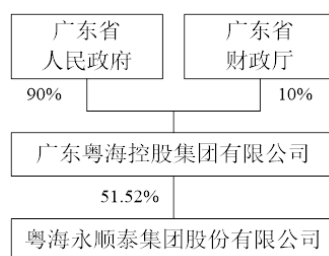 广东省
人民政府
广东省
财政厅
90%
10%
广东粤海控股集团有限公司
51.52%
粤海永顺泰集团股份有限公司